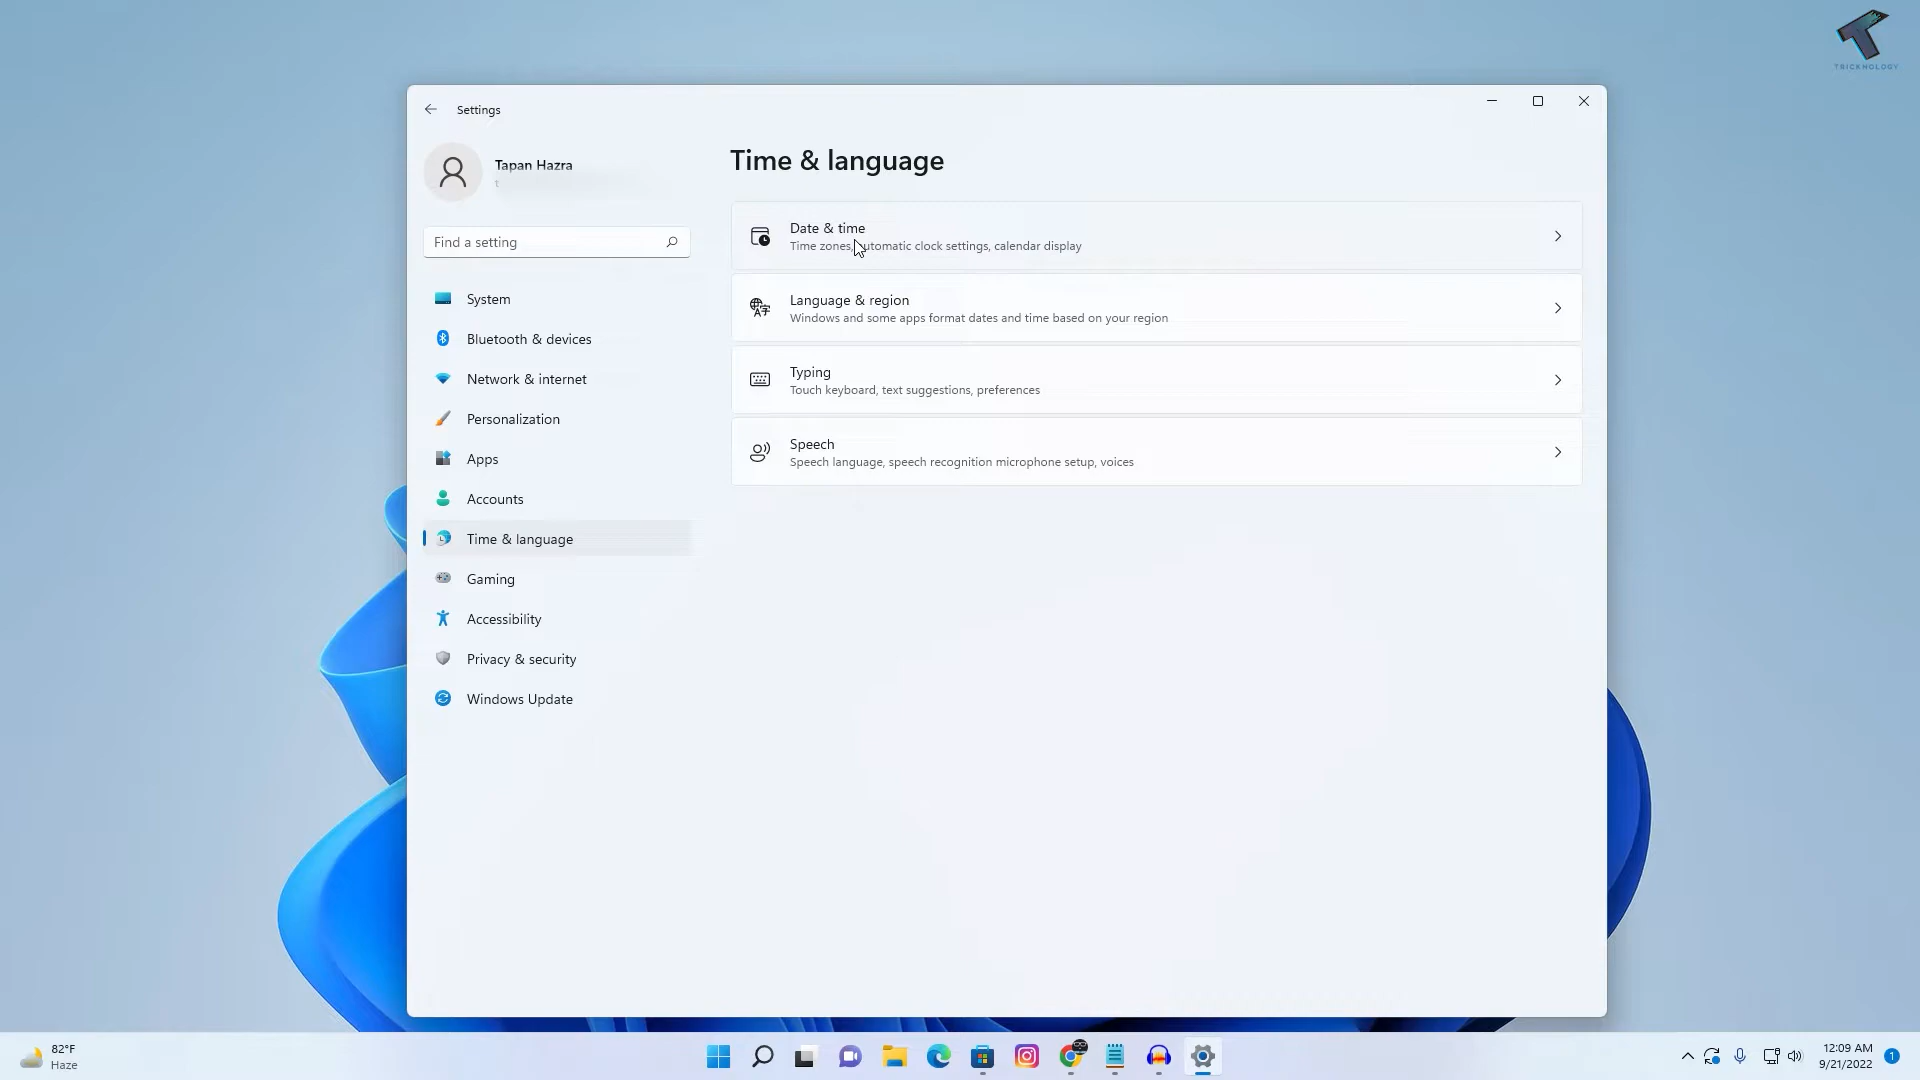 TRICKNOLOGY
Settings
Tapan Hazra
t
Find a setting
System
Bluetooth & devices
Network & internet
Personalization
Apps
Accounts
Time & language
Gaming
Accessibility
Privacy & security
Windows Update
Time & language
Date & time
Time zones, automatic clock settings, calendar display
Language & region
Windows and some apps format dates and time based on your region
Typing
Touch keyboard, text suggestions, preferences
Speech
Speech language, speech recognition microphone setup, voices
82°F
Haze
12:09 AM
9/21/2022
1